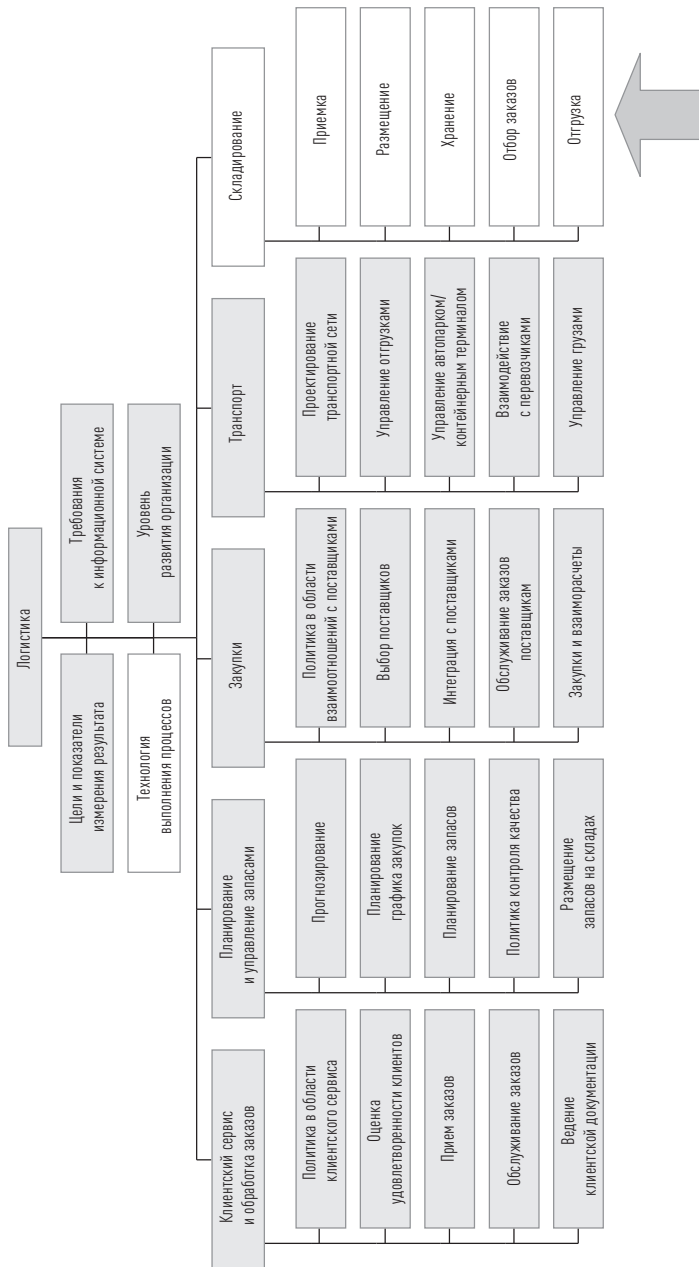 Логистика
Цели и показатели
измерения результата
Требования
к информационной системе
Технология
выполнения процессов
Уровень
развития организации
Клиентский сервис
и обработка заказов
Политика в области
клиентского сервиса
Оценка
удовлетворенности клиентов
Прием заказов
Обслуживание заказов
Ведение
клиентской документации
Планирование
и управление запасами
Прогнозирование
Планирование
графика закупок
Планирование запасов
Политика контроля качества
Размещение
запасов на складах
Закупки
Политика в области
взаимоотношений с поставщиками
Выбор поставщиков
Интеграция с поставщиками
Обслуживание заказов
поставщикам
Закупки и взаиморасчеты
Транспорт
Проектирование
транспортной сети
Управление отгрузками
Управление автопарком/
контейнерным терминалом
Взаимодействие
с перевозчиками
Управление грузами
Складирование
Приемка
Размещение
Хранение
Отбор заказов
Отгрузка